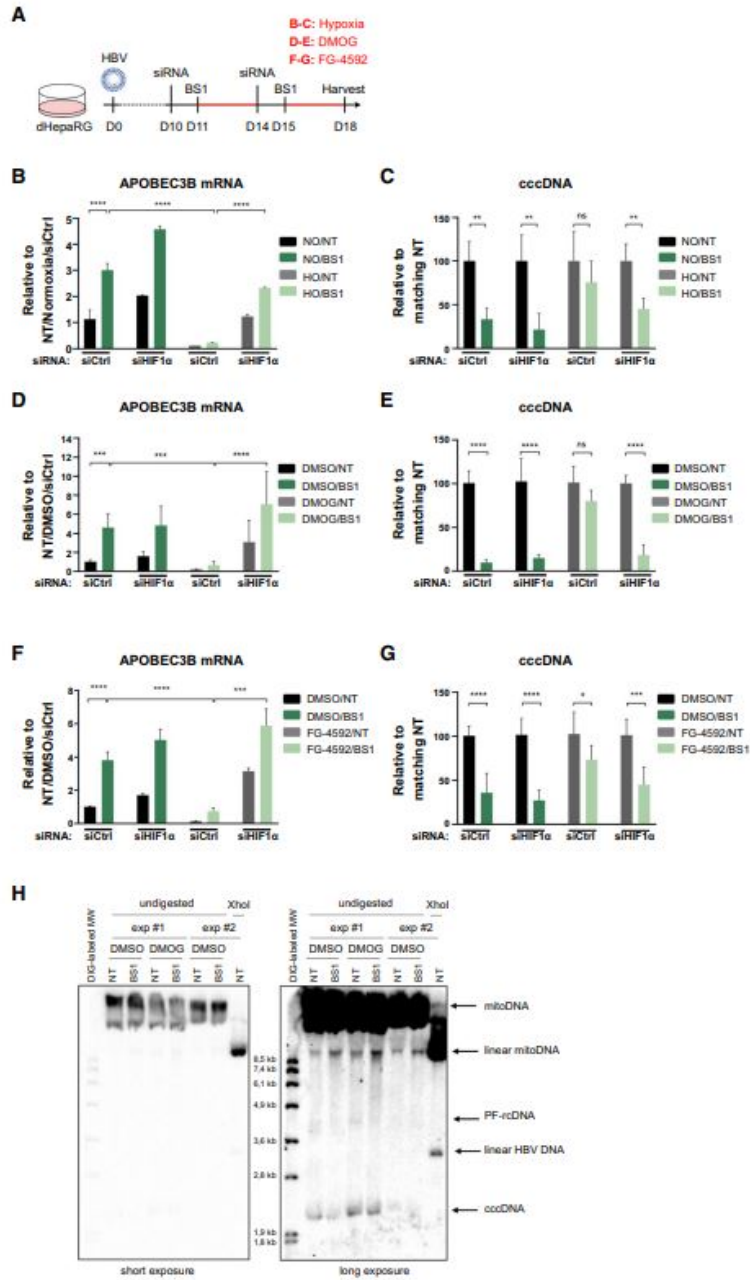 A
B-C: Hypoxia
D-E: DMOG
F-G: FG-4592
HBV
siRNA
siRNA
BS1
BS1
Harvest
dHepaRG
D0
D10 D11
D14 D15
D18
B
APOBEC3B mRNA
Relative to
NT/Normoxia/siCtrl
5
4
3
2
1
0
****
****
****
NO/NT
NO/BS1
HO/NT
HO/BS1
siRNA: siCtrl siHIF1α siCtrl siHIF1α
C
cccDNA
Relative to
matching NT
150
100
50
0
**
**
ns
**
NO/NT
NO/BS1
HO/NT
HO/BS1
siRNA: siCtrl siHIF1α siCtrl siHIF1α
D
APOBEC3B mRNA
Relative to
NT/DMSO/siCtrl
14
12
10
8
6
4
2
0
***
***
****
DMSO/NT
DMSO/BS1
DMOG/NT
DMOG/BS1
siRNA: siCtrl siHIF1α siCtrl siHIF1α
E
cccDNA
Relative to
matching NT
150
100
50
0
****
****
ns
****
DMSO/NT
DMSO/BS1
DMOG/NT
DMOG/BS1
siRNA: siCtrl siHIF1α siCtrl siHIF1α
F
APOBEC3B mRNA
Relative to
NT/DMSO/siCtrl
8
6
4
2
0
****
****
***
DMSO/NT
DMSO/BS1
FG-4592/NT
FG-4592/BS1
siRNA: siCtrl siHIF1α siCtrl siHIF1α
G
cccDNA
Relative to
matching NT
150
100
50
0
****
****
*
***
DMSO/NT
DMSO/BS1
FG-4592/NT
FG-4592/BS1
siRNA: siCtrl siHIF1α siCtrl siHIF1α
H
DIG-labeled MW
undigested
XhoI
exp #1
exp #2
DMSO DMOG DMSO
NT BS1 NT BS1 NT BS1 NT
DIG-labeled MW
undigested
XhoI
exp #1
exp #2
DMSO DMOG DMSO
NT BS1 NT BS1 NT BS1 NT
8,5 kb
7,4 kb
6,1 kb
4,9 kb
3,6 kb
2,8 kb
1,9 kb
1,8 kb
mitoDNA
linear mitoDNA
PF-rcDNA
linear HBV DNA
cccDNA
short exposure
long exposure